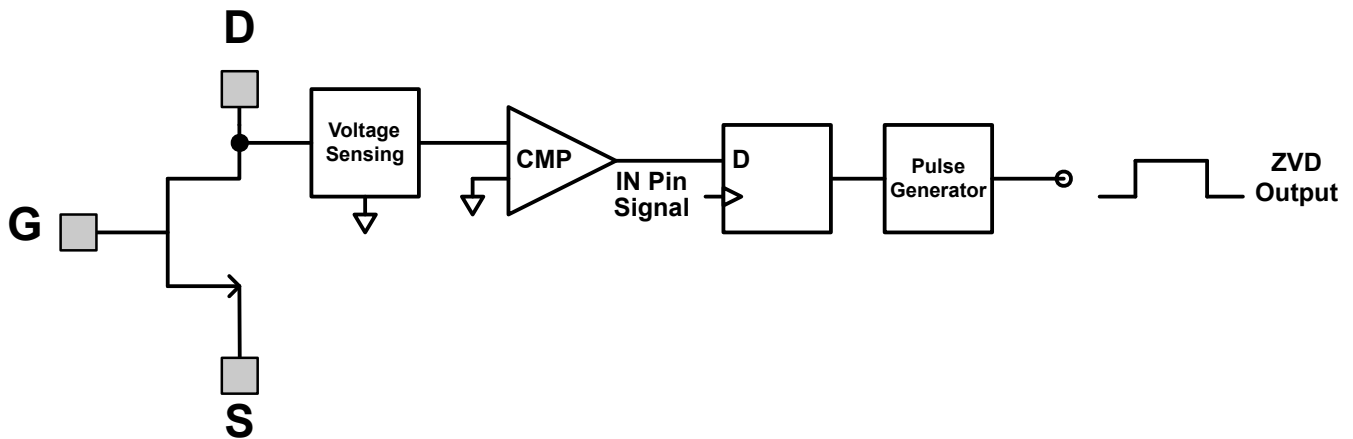 D
Voltage
Sensing
CMP
IN Pin
Signal
D
Pulse
Generator
ZVD
Output
G
S